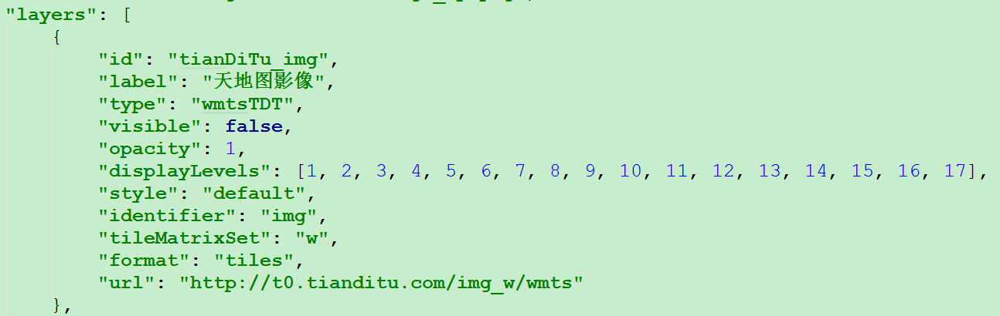 "layers": [
{
"id": "tianDiTu_img",
"label": "天地图影像",
"type": "wmtsTDT",
"visible": false,
"opacity": 1,
"displayLevels": [1, 2, 3, 4, 5, 6, 7, 8, 9, 10, 11, 12, 13, 14, 15, 16, 17],
"style": "default",
"identifier": "img",
"tileMatrixSet": "w",
"format": "tiles",
"url": "http://t0.tianditu.com/img_w/wmts"
},